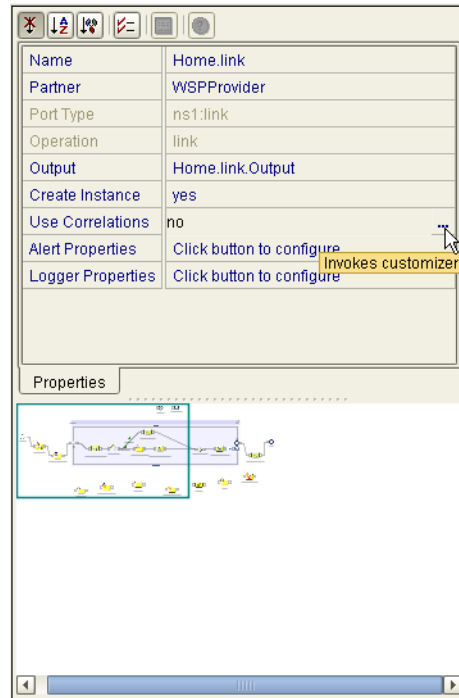 Name Home.link
Partner WSPProvider
Port Type ns1:link
Operation link
Output Home.link.Output
Create Instance yes
Use Correlations no ...
Alert Properties Click button to configure
Invokes customizer
Logger Properties Click button to configure
Properties